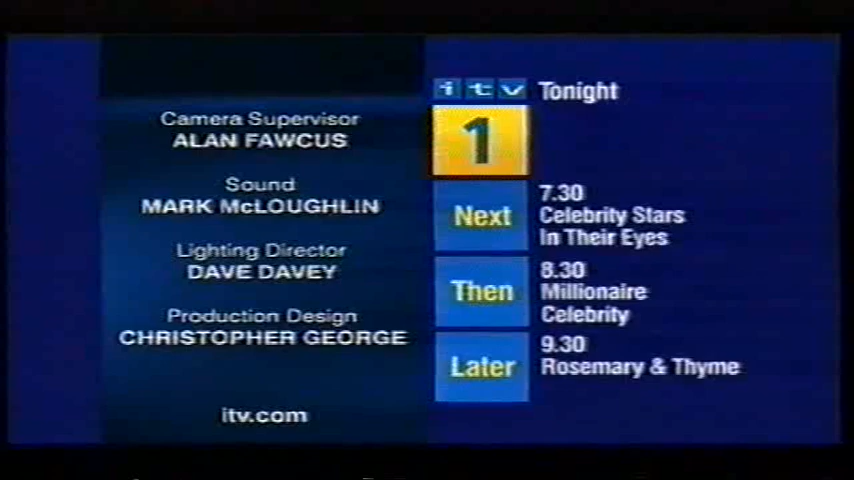 Camera Supervisor
ALAN FAWCUS
Sound
MARK McLOUGHLIN
Lighting Director
DAVE DAVEY
Production Design
CHRISTOPHER GEORGE
itv.com
itv Tonight
1
Next
7.30
Celebrity Stars
In Their Eyes
Then
8.30
Millionaire
Celebrity
Later
9.30
Rosemary & Thyme